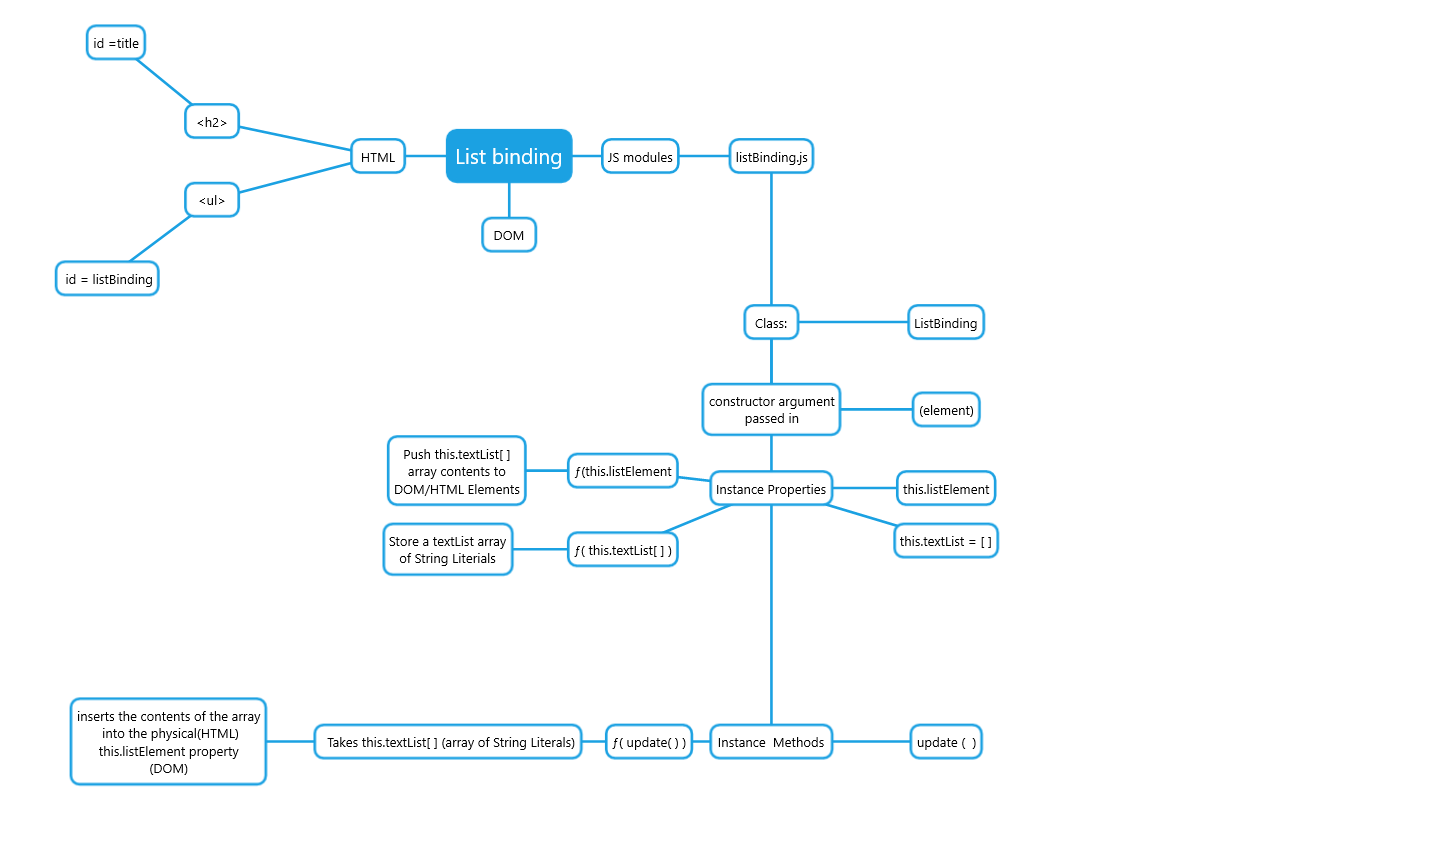 id =title
<h2>
HTML
List binding
JS modules
listBinding.js
<ul>
DOM
id = listBinding
Class:
ListBinding
constructor argument
passed in
(element)
Push this.textList[ ]
array contents to
DOM/HTML Elements
ƒ(this.listElement
Instance Properties
this.listElement
Store a textList array
of String Literials
ƒ( this.textList[ ] )
this.textList = [ ]
inserts the contents of the array
into the physical(HTML)
this.listElement property
(DOM)
Takes this.textList[ ] (array of String Literals)
ƒ( update( ) )
Instance  Methods
update (  )